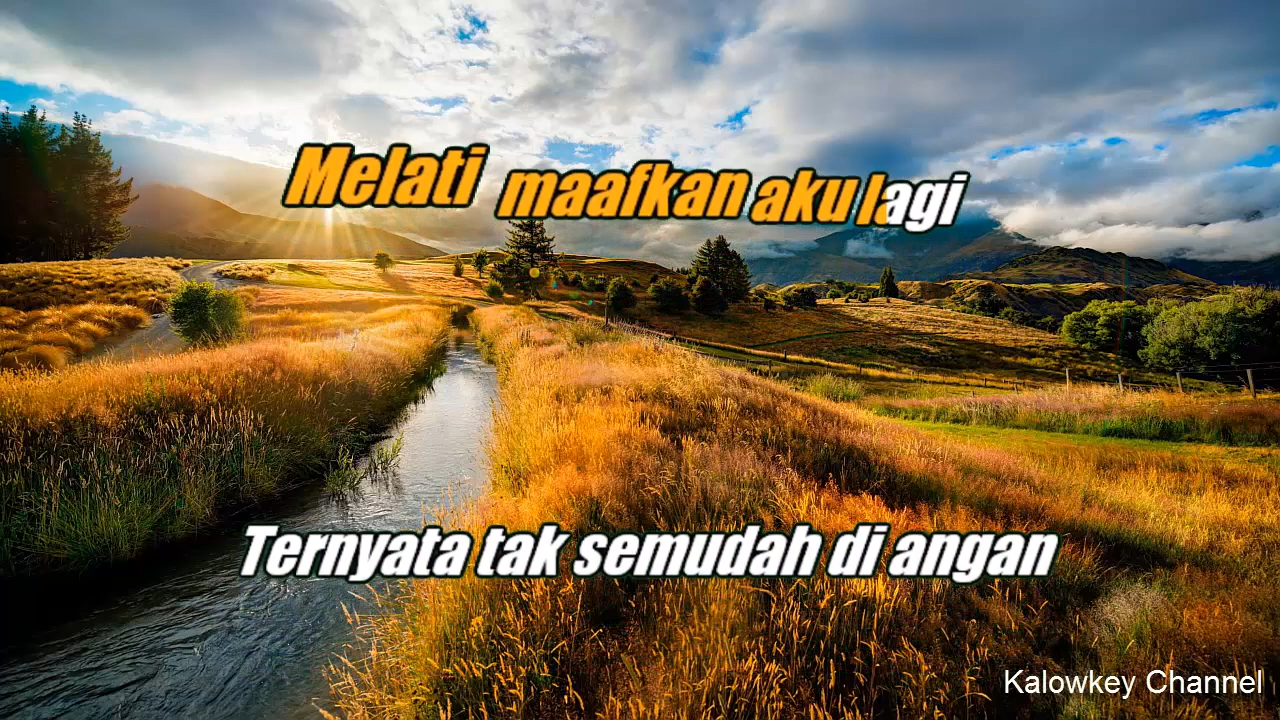 Melati maafkan aku lagi
Ternyata tak semudah di angan
Kalowkey Channel